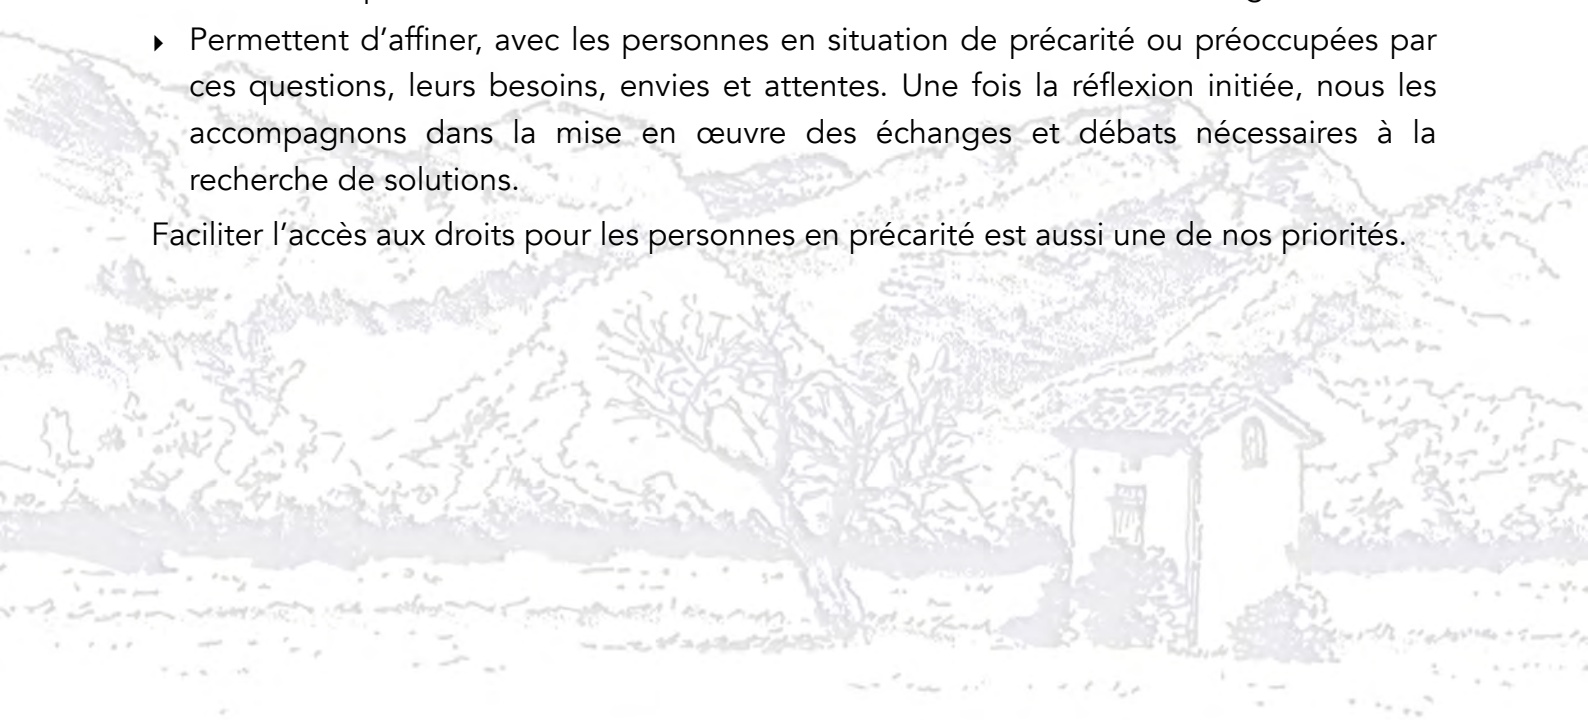 ▸ Permettent d’affiner, avec les personnes en situation de précarité ou préoccupées par
ces questions, leurs besoins, envies et attentes. Une fois la réflexion initiée, nous les
accompagnons dans la mise en œuvre des échanges et débats nécessaires à la
recherche de solutions.
Faciliter l’accès aux droits pour les personnes en précarité est aussi une de nos priorités.